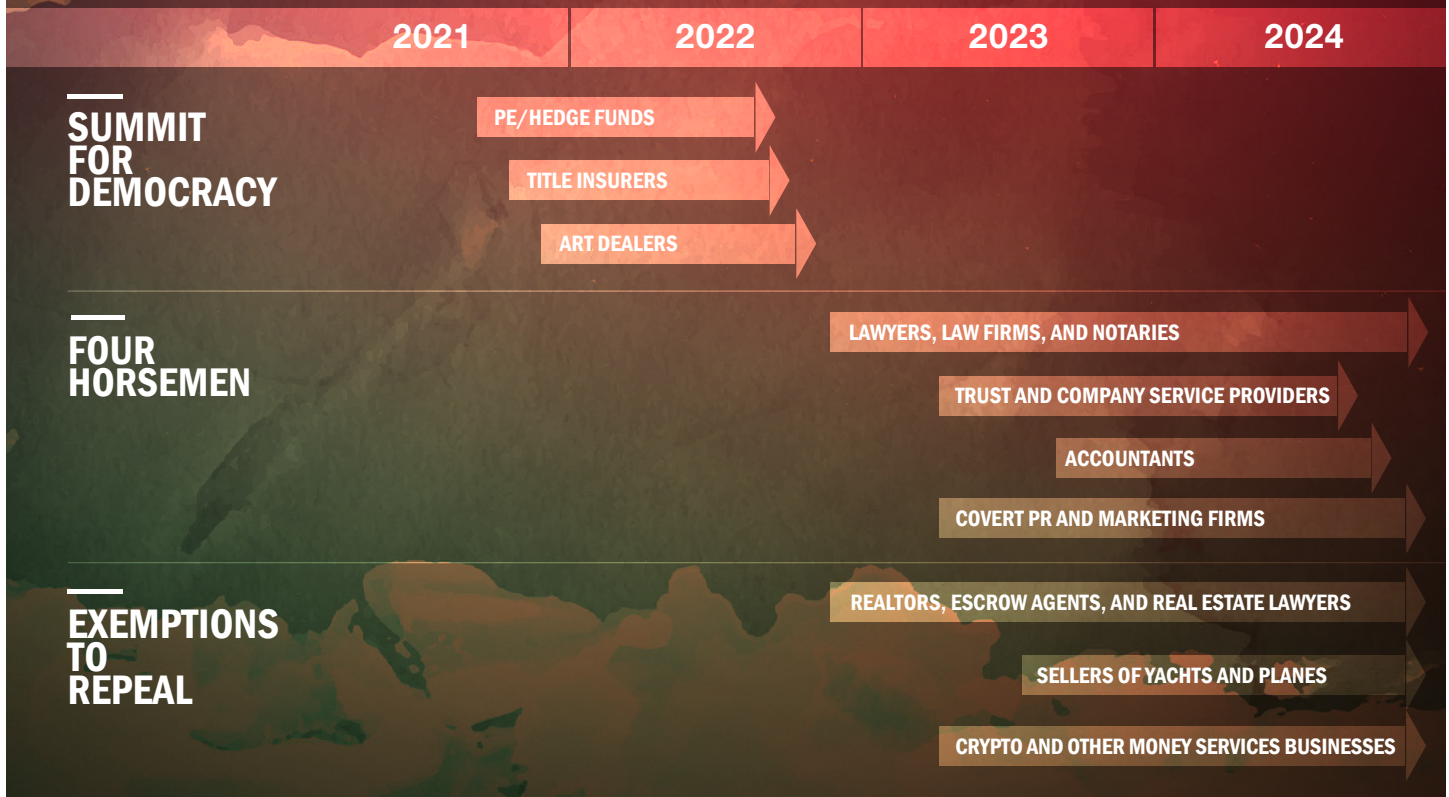 2021
2022
2023
2024
SUMMIT
FOR
DEMOCRACY
PE/HEDGE FUNDS
TITLE INSURERS
ART DEALERS
FOUR
HORSEMEN
LAWYERS, LAW FIRMS, AND NOTARIES
TRUST AND COMPANY SERVICE PROVIDERS
ACCOUNTANTS
COVERT PR AND MARKETING FIRMS
EXEMPTIONS
TO
REPEAL
REALTORS, ESCROW AGENTS, AND REAL ESTATE LAWYERS
SELLERS OF YACHTS AND PLANES
CRYPTO AND OTHER MONEY SERVICES BUSINESSES